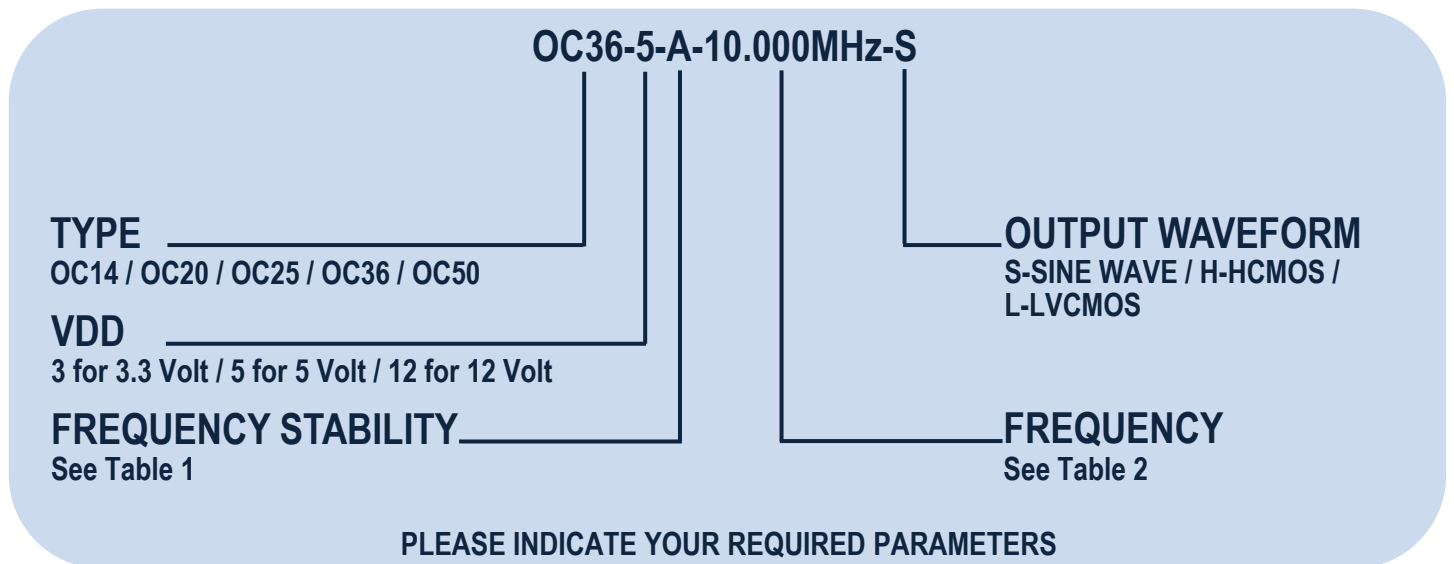 OC36-5-A-10.000MHz-S
TYPE
OC14 / OC20 / OC25 / OC36 / OC50
VDD
3 for 3.3 Volt / 5 for 5 Volt / 12 for 12 Volt
FREQUENCY STABILITY
See Table 1
OUTPUT WAVEFORM
S-SINE WAVE / H-HCMOS /
L-LVCMOS
FREQUENCY
See Table 2
PLEASE INDICATE YOUR REQUIRED PARAMETERS